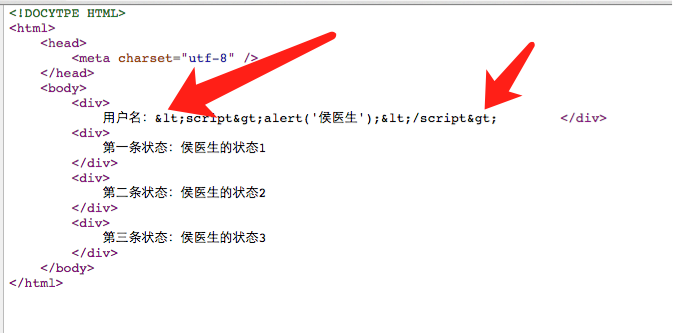 <!DOCYTPE HTML>
<html>
<head>
<meta charset="utf-8" />
</head>
<body>
<div>
用户名：&lt;script&gt;alert('侯医生');&lt;/script&gt; </div>
<div>
第一条状态：侯医生的状态1
</div>
<div>
第二条状态：侯医生的状态2
</div>
<div>
第三条状态：侯医生的状态3
</div>
</body>
</html>